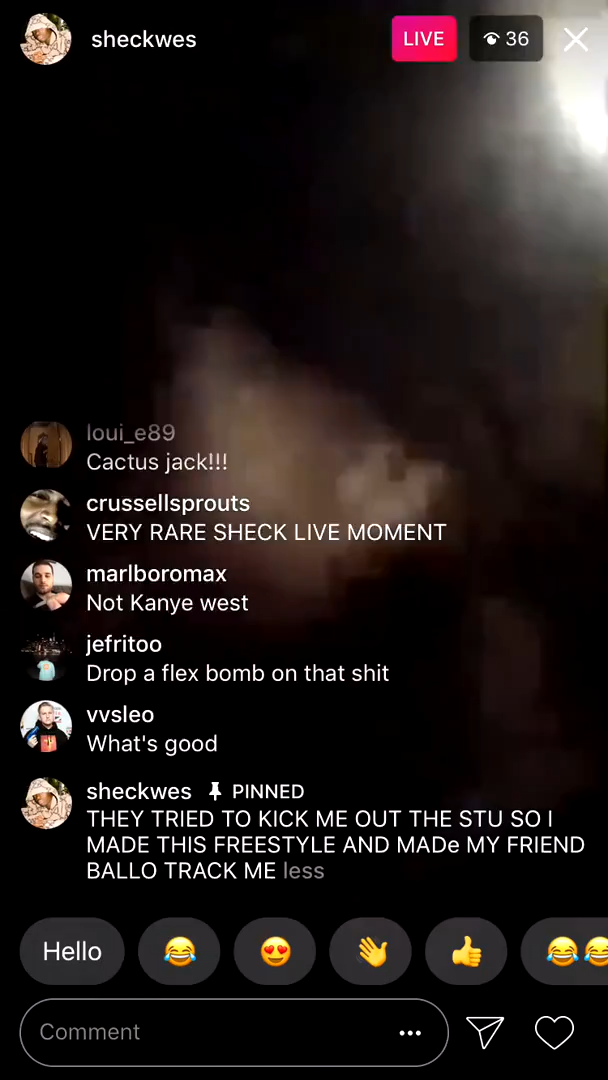 sheckwes
LIVE
36
loui_e89
Cactus jack!!!
crussellsprouts
VERY RARE SHECK LIVE MOMENT
marlboromax
Not Kanye west
jefritoo
Drop a flex bomb on that shit
vvsleo
What's good
sheckwes PINNED
THEY TRIED TO KICK ME OUT THE STU SO I
MADE THIS FREESTYLE AND MADe MY FRIEND
BALLO TRACK ME less
Hello
Comment